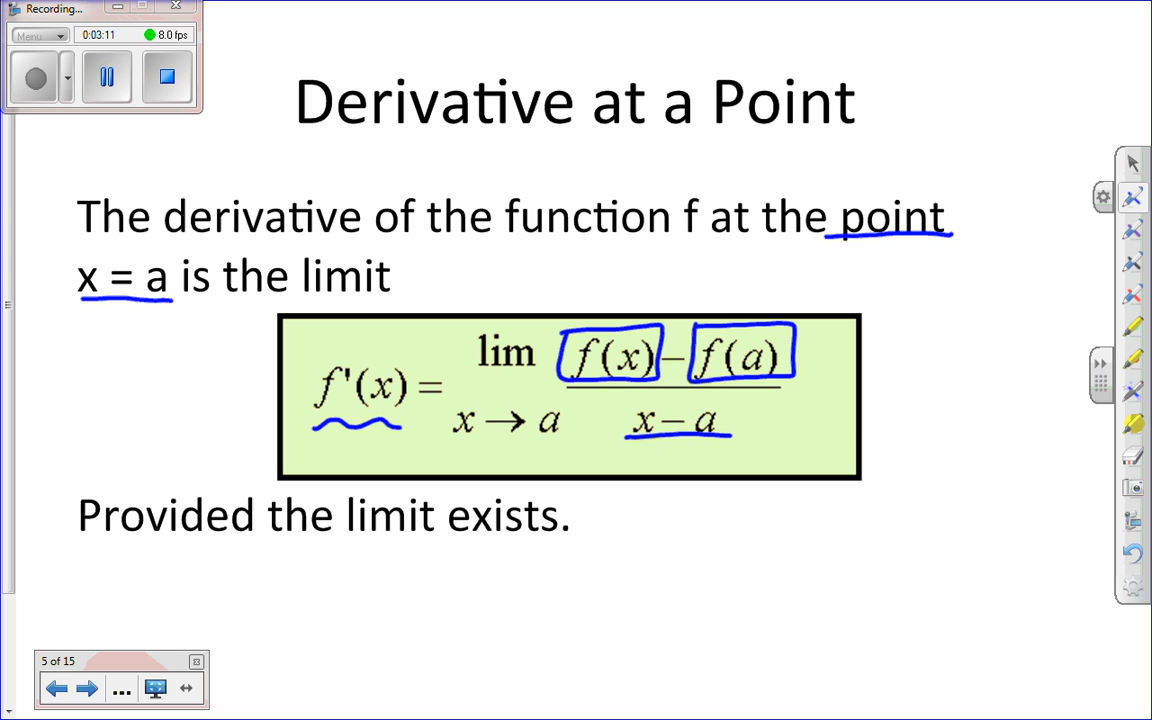 Recording...
Menu
0:03:11
8.0 fps
Derivative at a Point
The derivative of the function f at the point
x = a is the limit
f'(x) = lim x → a f(x) – f(a) / x – a
Provided the limit exists.
5 of 15
...